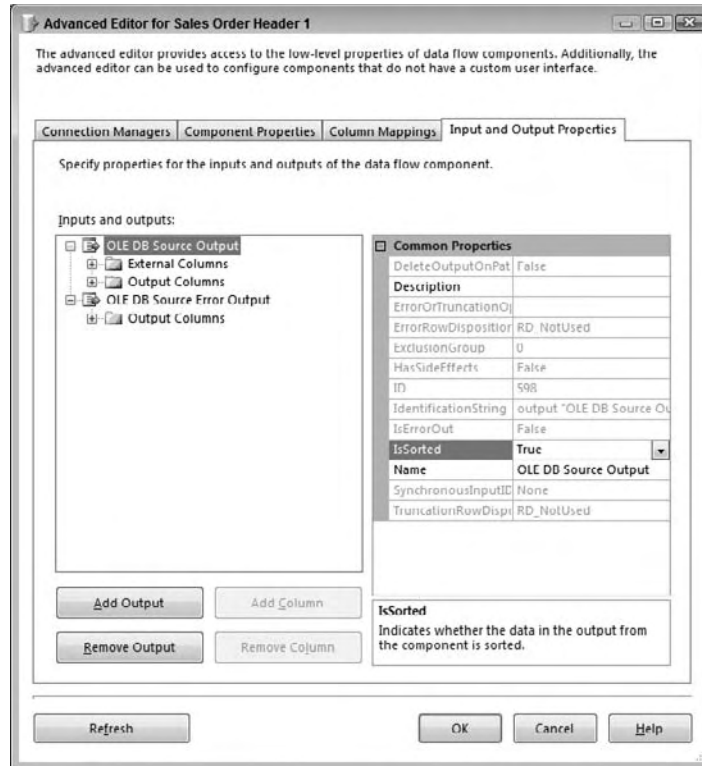 Advanced Editor for Sales Order Header 1
The advanced editor provides access to the low-level properties of data flow components. Additionally, the
advanced editor can be used to configure components that do not have a custom user interface.
Connection Managers Component Properties Column Mappings Input and Output Properties
Specify properties for the inputs and outputs of the data flow component.
Inputs and outputs:
OLE DB Source Output
External Columns
Output Columns
OLE DB Source Error Output
Output Columns
Common Properties
DeleteOutputOnPat False
Description
ErrorOrTruncationO
ErrorRowDisposition RD_NotUsed
ExclusionGroup 0
HasSideEffects False
ID 598
IdentificationString output "OLE DB Source Ou
IsErrorOut False
IsSorted True
Name OLE DB Source Output
SynchronousInputID None
TruncationRowDispo RD_NotUsed
Add Output Add Column
Remove Output Remove Column
IsSorted
Indicates whether the data in the output from
the component is sorted.
Refresh OK Cancel Help